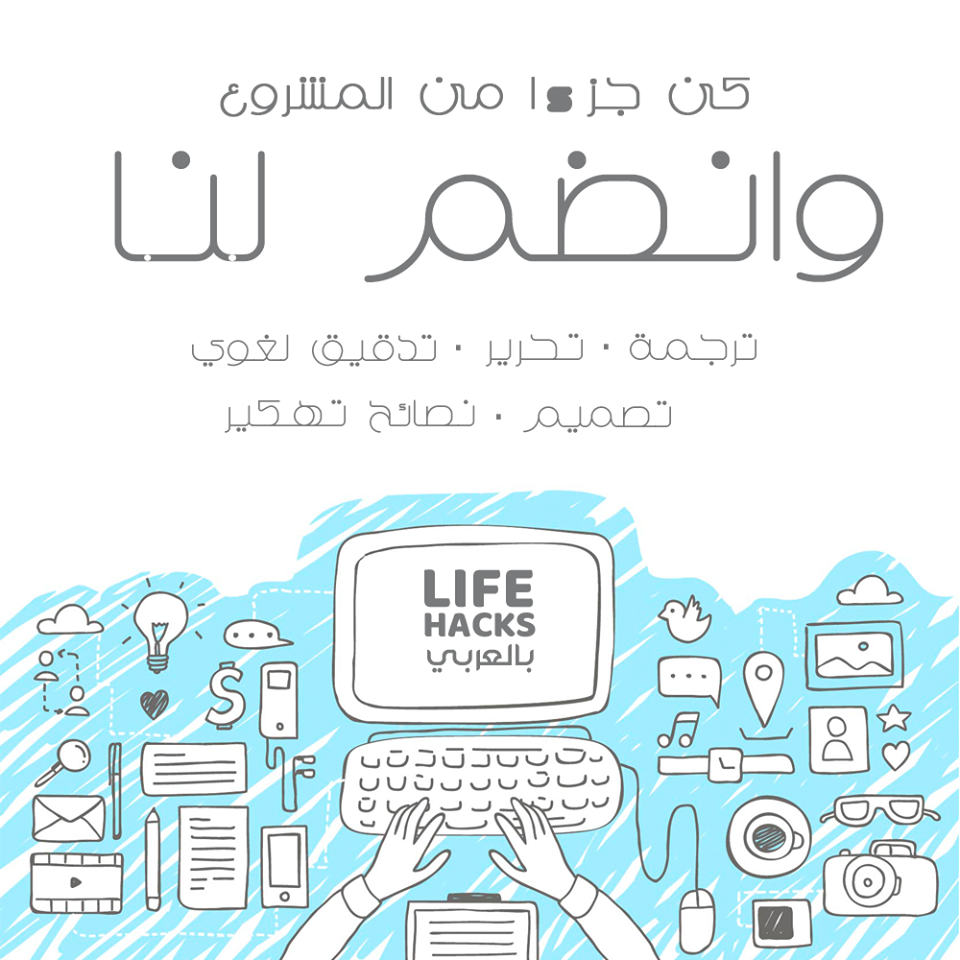 كن جزءا من المشروع
وانضم لنا
ترجمة · تحرير · تدقيق لغوي
تصميم · نصائح تهكير
LIFE
HACKS
بالعربي